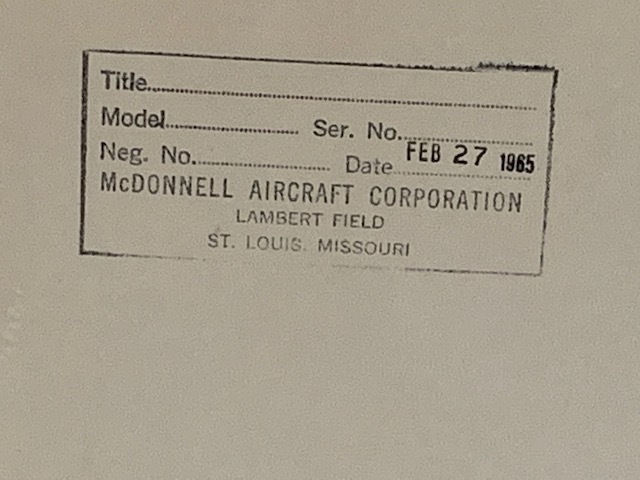 Title
Model Ser. No.
Neg. No. Date FEB 27 1965
McDONNELL AIRCRAFT CORPORATION
LAMBERT FIELD
ST. LOUIS, MISSOURI